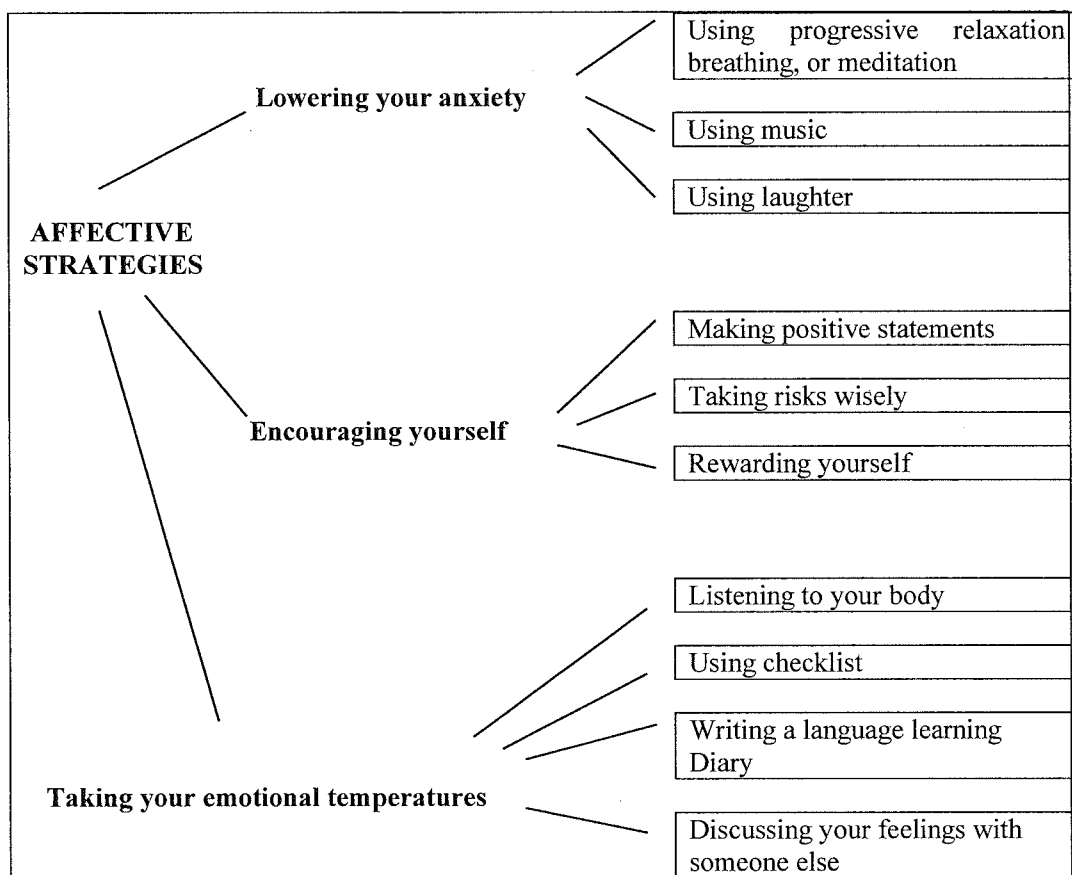 Using progressive relaxation
breathing, or meditation
Lowering your anxiety
Using music
Using laughter
AFFECTIVE
STRATEGIES
Making positive statements
Taking risks wisely
Encouraging yourself
Rewarding yourself
Listening to your body
Using checklist
Writing a language learning
Diary
Taking your emotional temperatures
Discussing your feelings with
someone else